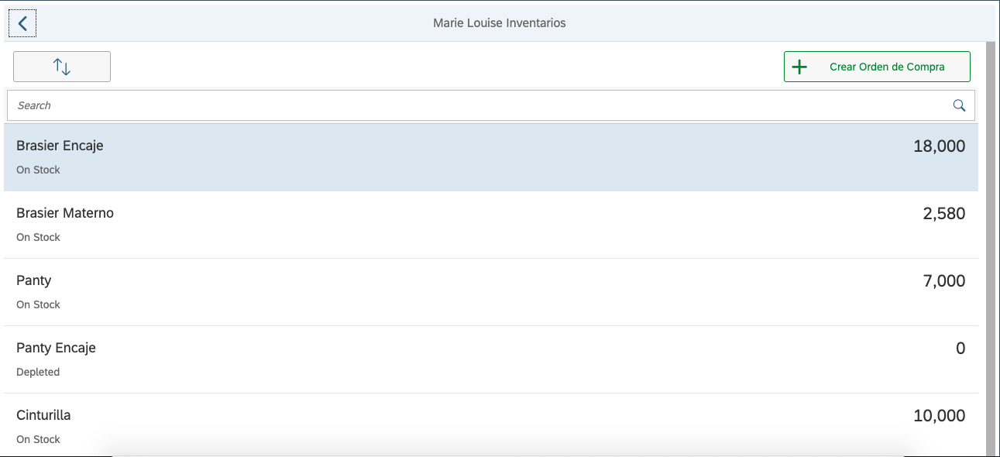 Marie Louise Inventarios
Crear Orden de Compra
Search
Brasier Encaje 18,000
On Stock
Brasier Materno 2,580
On Stock
Panty 7,000
On Stock
Panty Encaje 0
Depleted
Cinturilla 10,000
On Stock